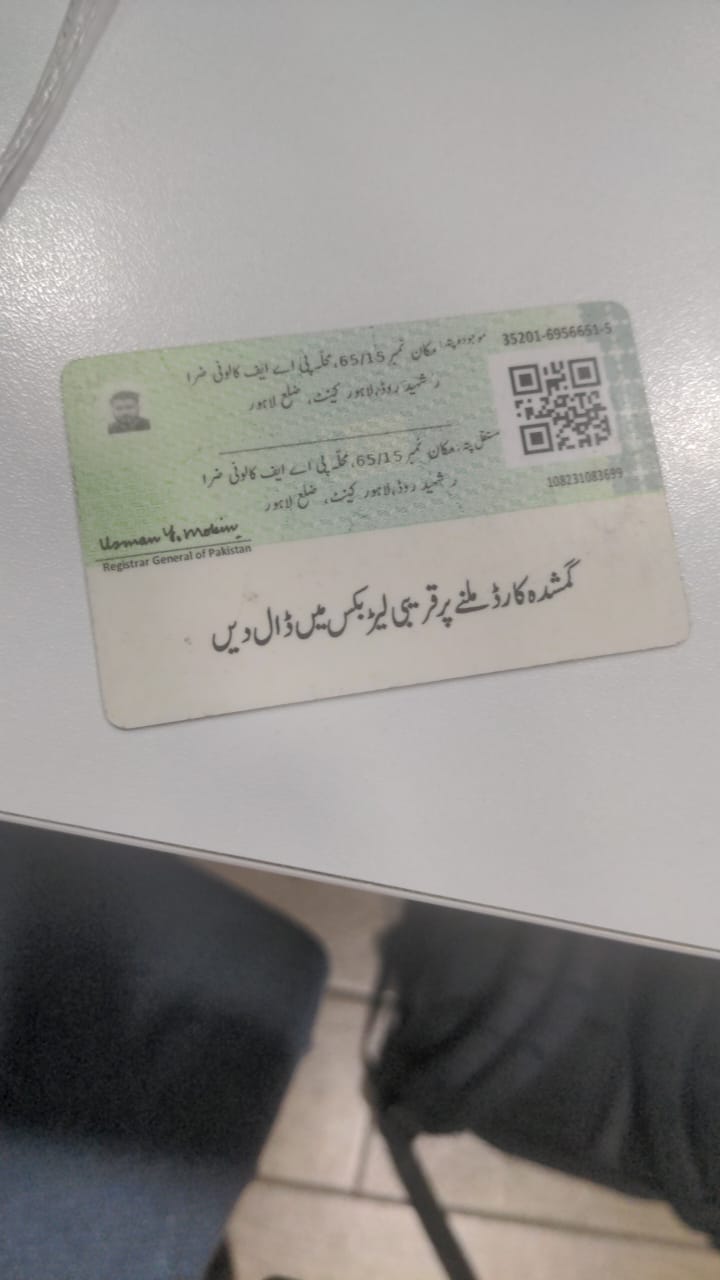 35201-6956651-5
موجودہ پتہ: مکان نمبر 65/15، محلہ پی اے ایف کالونی ضرا
ر شہید روڈ، لاہور کینٹ، ضلع لاہور
مستقل پتہ: مکان نمبر 65/15، محلہ پی اے ایف کالونی ضرا
ر شہید روڈ، لاہور کینٹ، ضلع لاہور
108231083699
Usman Y. Mobin
Registrar General of Pakistan
گمشدہ کارڈ ملنے پر قریبی لیٹر بکس میں ڈال دیں